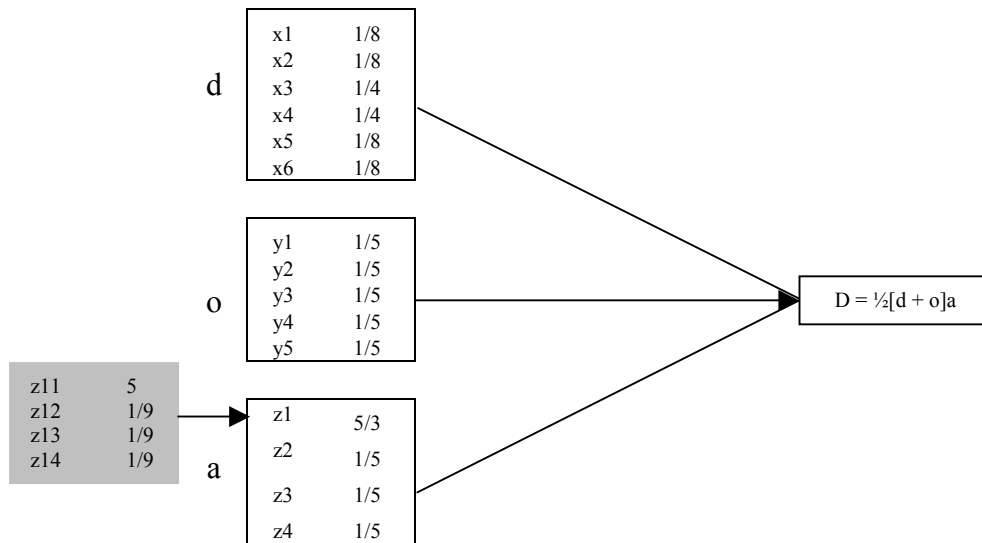 d
x1 1/8
x2 1/8
x3 1/4
x4 1/4
x5 1/8
x6 1/8
o
y1 1/5
y2 1/5
y3 1/5
y4 1/5
y5 1/5
D = ½[d + o]a
z11 5
z12 1/9
z13 1/9
z14 1/9
a
z1 5/3
z2 1/5
z3 1/5
z4 1/5